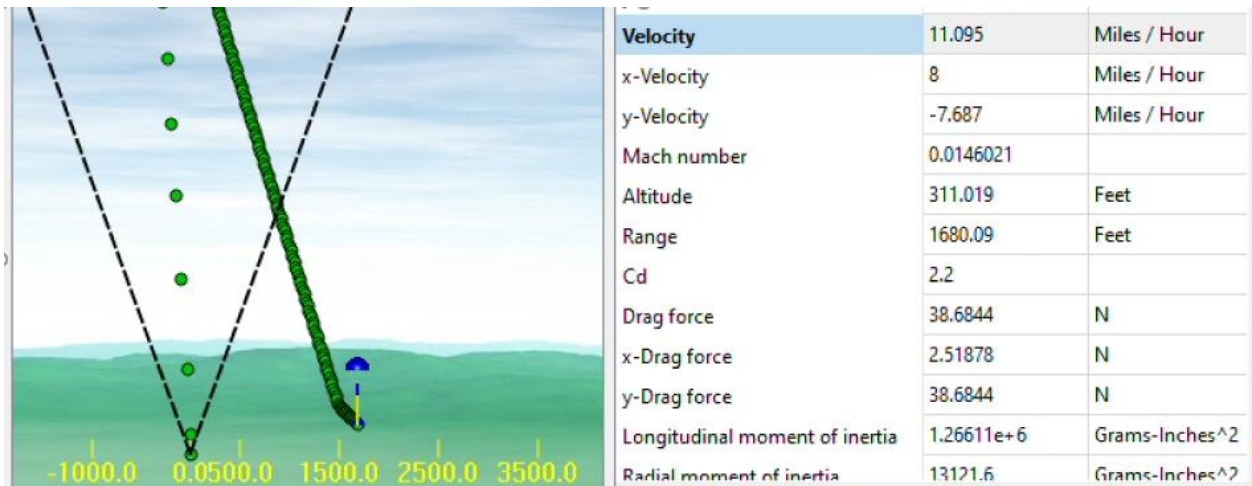 Velocity 11.095 Miles / Hour
x-Velocity 8 Miles / Hour
y-Velocity -7.687 Miles / Hour
Mach number 0.0146021
Altitude 311.019 Feet
Range 1680.09 Feet
Cd 2.2
Drag force 38.6844 N
x-Drag force 2.51878 N
y-Drag force 38.6844 N
Longitudinal moment of inertia 1.26611e+6 Grams-Inches^2
Radial moment of inertia 13121.6 Grams-Inches^2
-1000.0 0.0500.0 1500.0 2500.0 3500.0